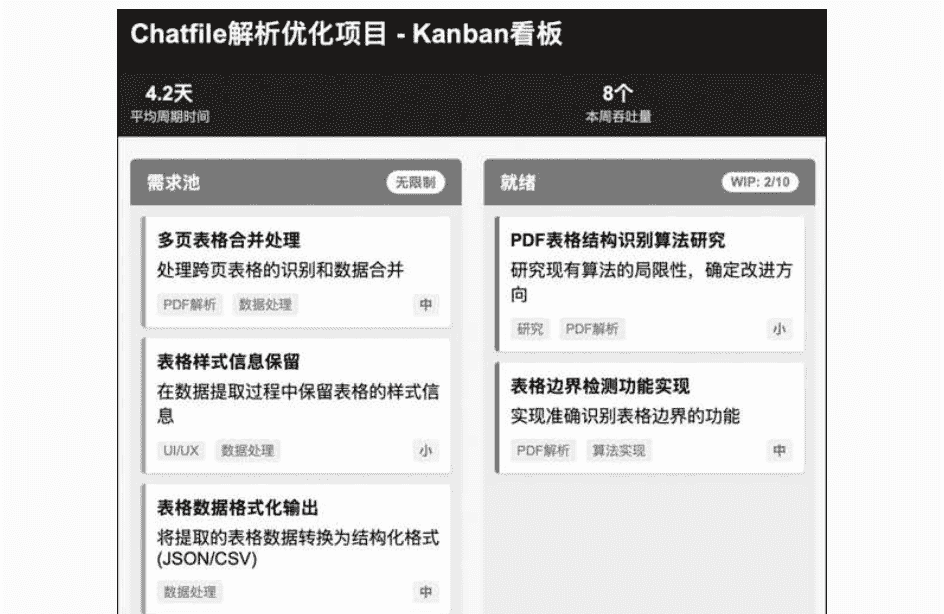 Chatfile解析优化项目 - Kanban看板
4.2天
平均周期时间
8个
本周吞吐量
需求池
无限制
多页表格合并处理
处理跨页表格的识别和数据合并
PDF解析
数据处理
中
表格样式信息保留
在数据提取过程中保留表格的样式信
息
UI/UX
数据处理
小
表格数据格式化输出
将提取的表格数据转换为结构化格式
(JSON/CSV)
数据处理
中
就绪
WIP: 2/10
PDF表格结构识别算法研究
研究现有算法的局限性，确定改进方
向
研究
PDF解析
小
表格边界检测功能实现
实现准确识别表格边界的功能
PDF解析
算法实现
中